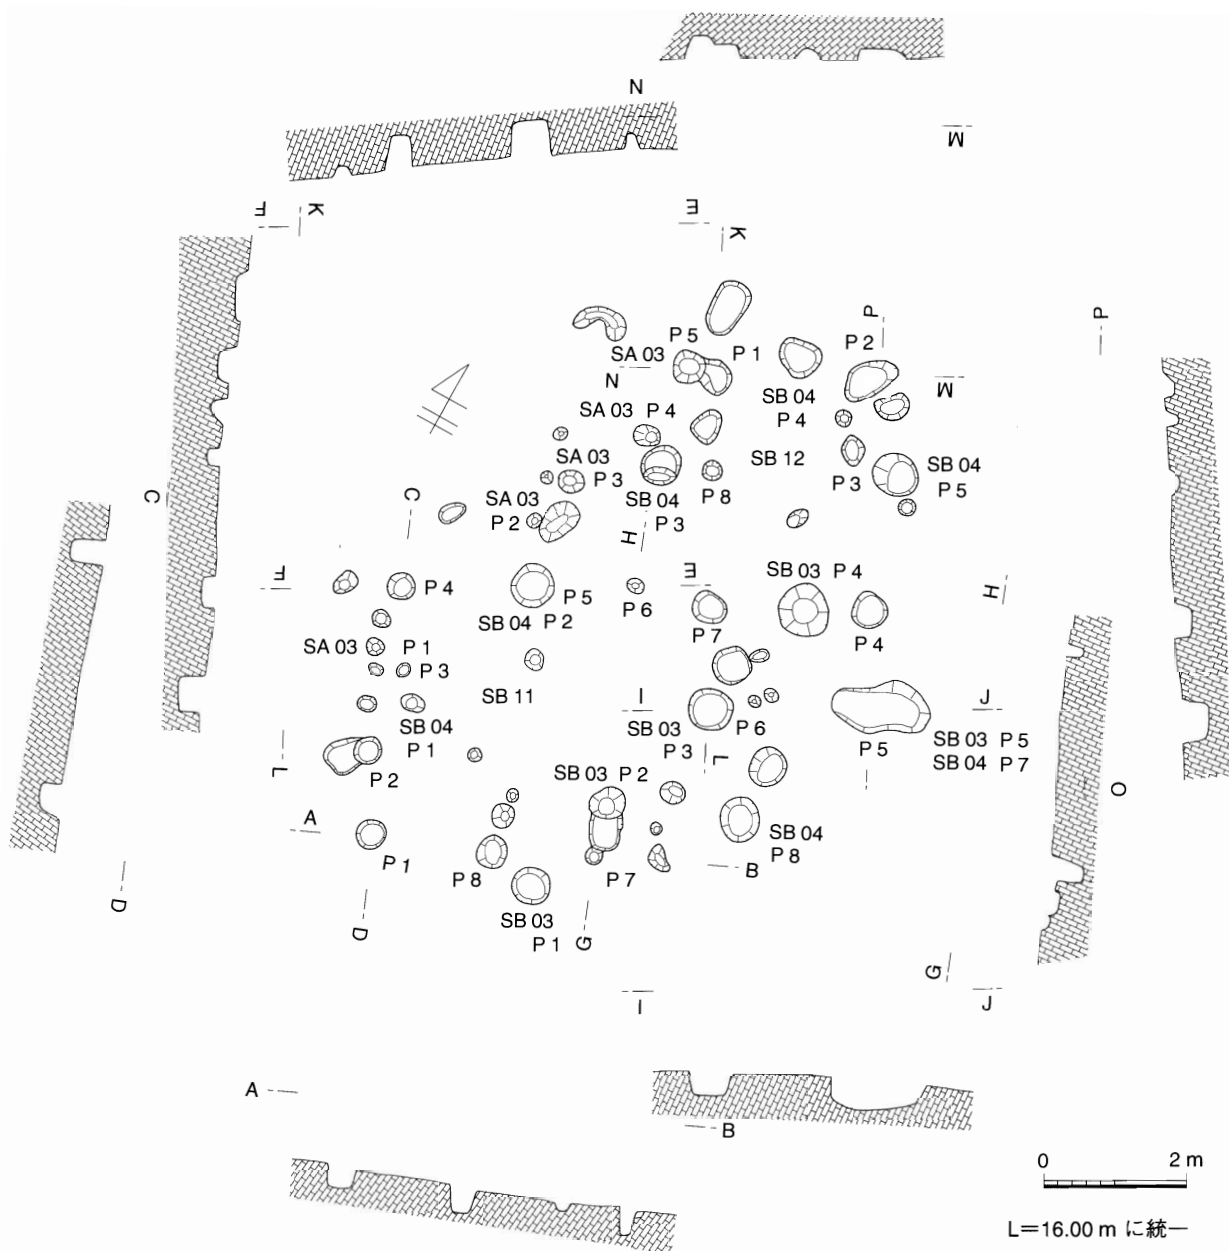 N
M
F
K
E
K
P
P
P 5
P 1
P 2
SA 03
N
M
SB 04
P 4
SA 03 P 4
SB 12
SB 04
P 5
SA 03
P 3
P 8
P 3
SB 04
P 3
SA 03
P 2
C
C
H
F
E
SB 03 P 4
H
P 4
P 5
P 6
SB 04 P 2
P 7
P 4
SA 03 P 1
P 3
SB 11
I
J
SB 04
P 1
SB 03
P 3
P 6
P 5
SB 03 P 5
SB 04 P 7
L
P 2
L
SB 03 P 2
O
A
SB 04
P 8
P 1
P 8
P 7
B
D
D
SB 03
P 1
G
G
I
J
A
B
0 2 m
L=16.00 m に統一